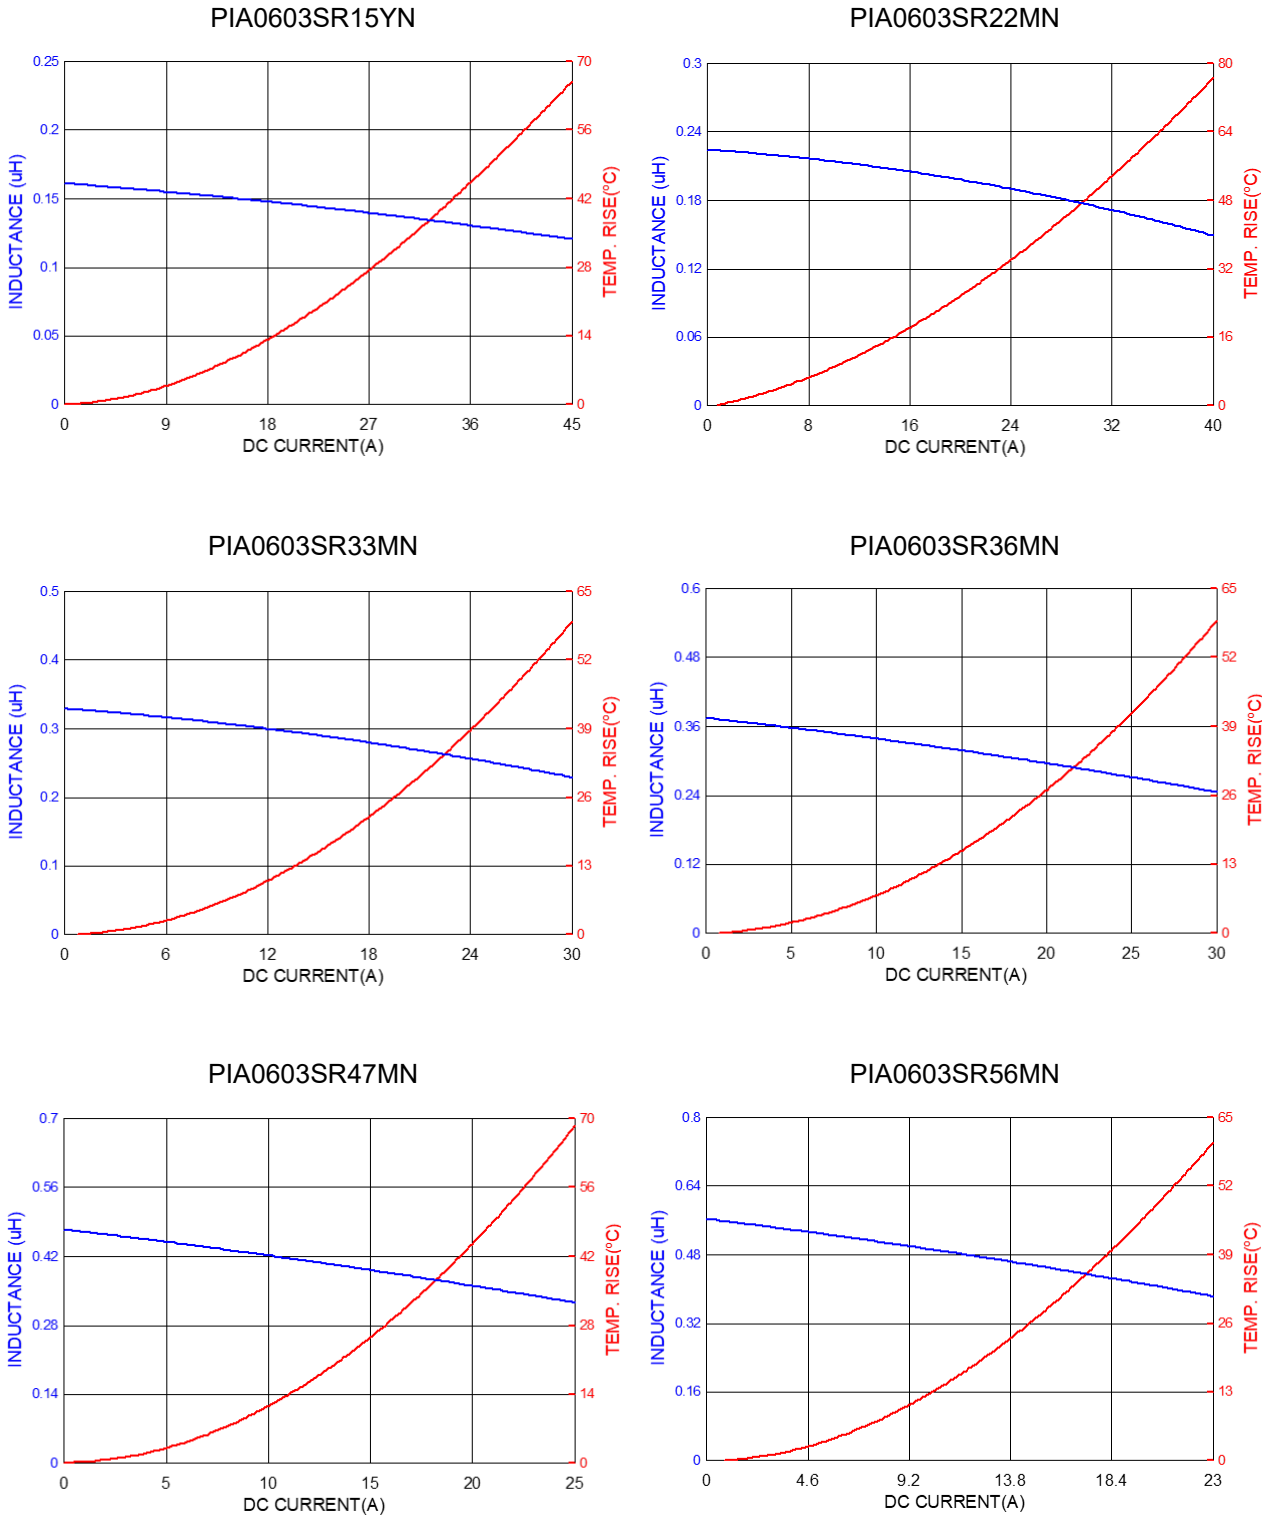 PIA0603SR15YN
0.25
0.2
0.15
0.1
0.05
0
INDUCTANCE (uH)
70
56
42
28
14
0
TEMP. RISE(ºC)
0 9 18 27 36 45
DC CURRENT(A)
PIA0603SR22MN
0.3
0.24
0.18
0.12
0.06
0
INDUCTANCE (uH)
80
64
48
32
16
0
TEMP. RISE(ºC)
0 8 16 24 32 40
DC CURRENT(A)
PIA0603SR33MN
0.5
0.4
0.3
0.2
0.1
0
INDUCTANCE (uH)
65
52
39
26
13
0
TEMP. RISE(ºC)
0 6 12 18 24 30
DC CURRENT(A)
PIA0603SR36MN
0.6
0.48
0.36
0.24
0.12
0
INDUCTANCE (uH)
65
52
39
26
13
0
TEMP. RISE(ºC)
0 5 10 15 20 25 30
DC CURRENT(A)
PIA0603SR47MN
0.7
0.56
0.42
0.28
0.14
0
INDUCTANCE (uH)
70
56
42
28
14
0
TEMP. RISE(ºC)
0 5 10 15 20 25
DC CURRENT(A)
PIA0603SR56MN
0.8
0.64
0.48
0.32
0.16
0
INDUCTANCE (uH)
65
52
39
26
13
0
TEMP. RISE(ºC)
0 4.6 9.2 13.8 18.4 23
DC CURRENT(A)